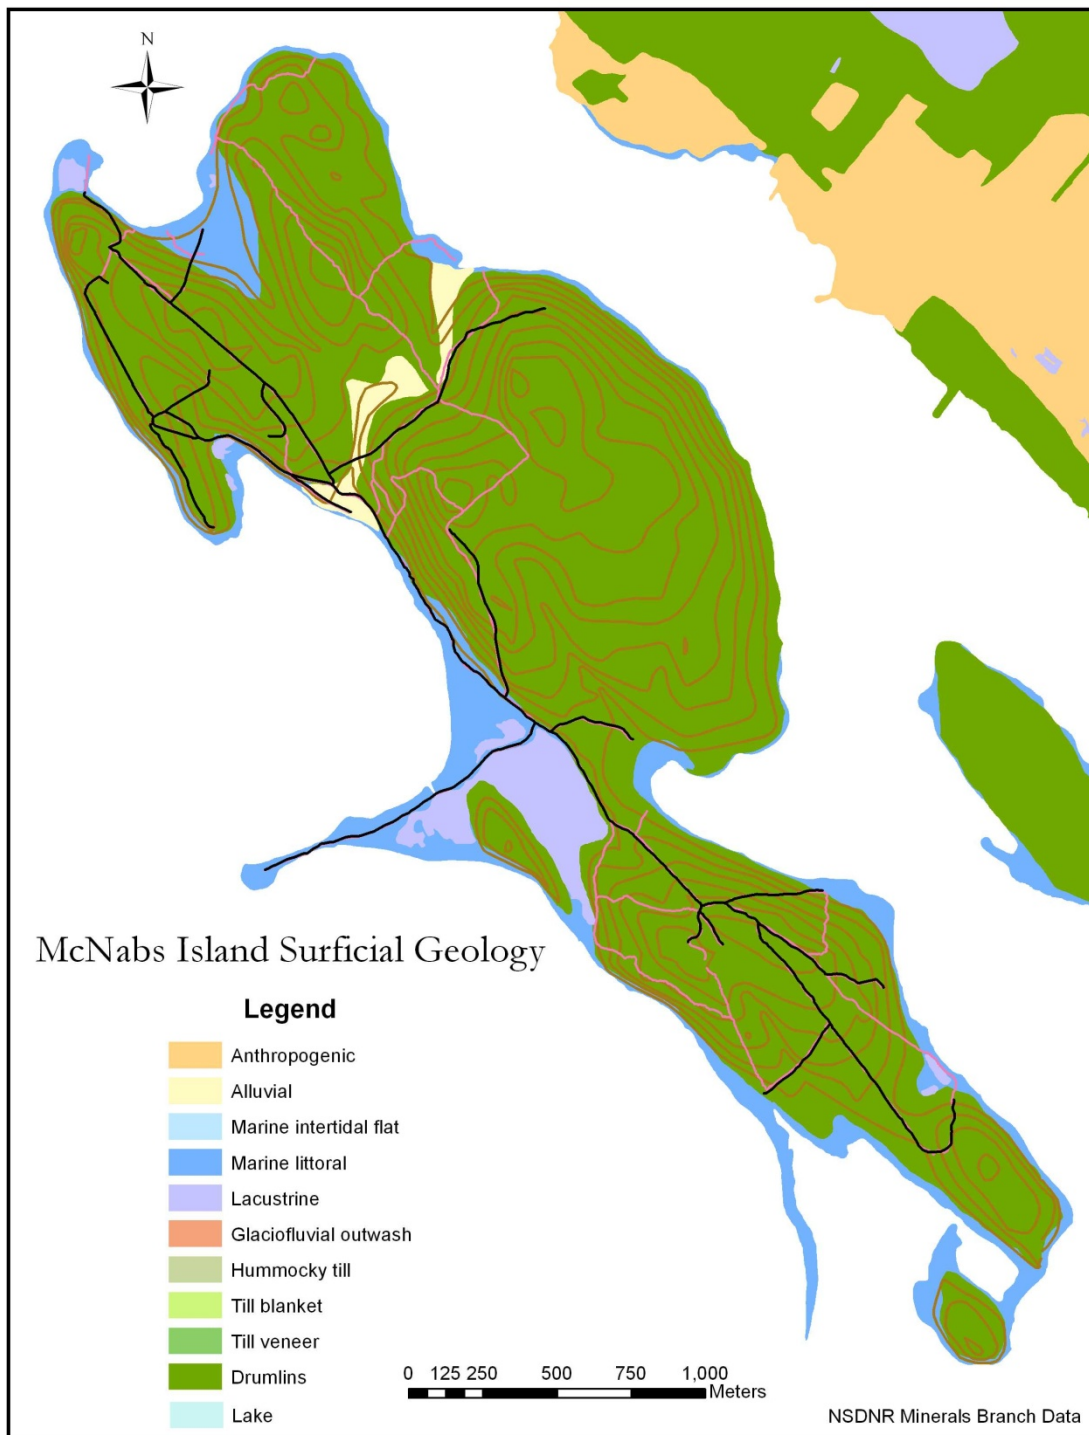 N
McNabs Island Surficial Geology
Legend
Anthropogenic
Alluvial
Marine intertidal flat
Marine littoral
Lacustrine
Glaciofluvial outwash
Hummocky till
Till blanket
Till veneer
Drumlins
Lake
0 125 250 500 750 1,000
Meters
NSDNR Minerals Branch Data